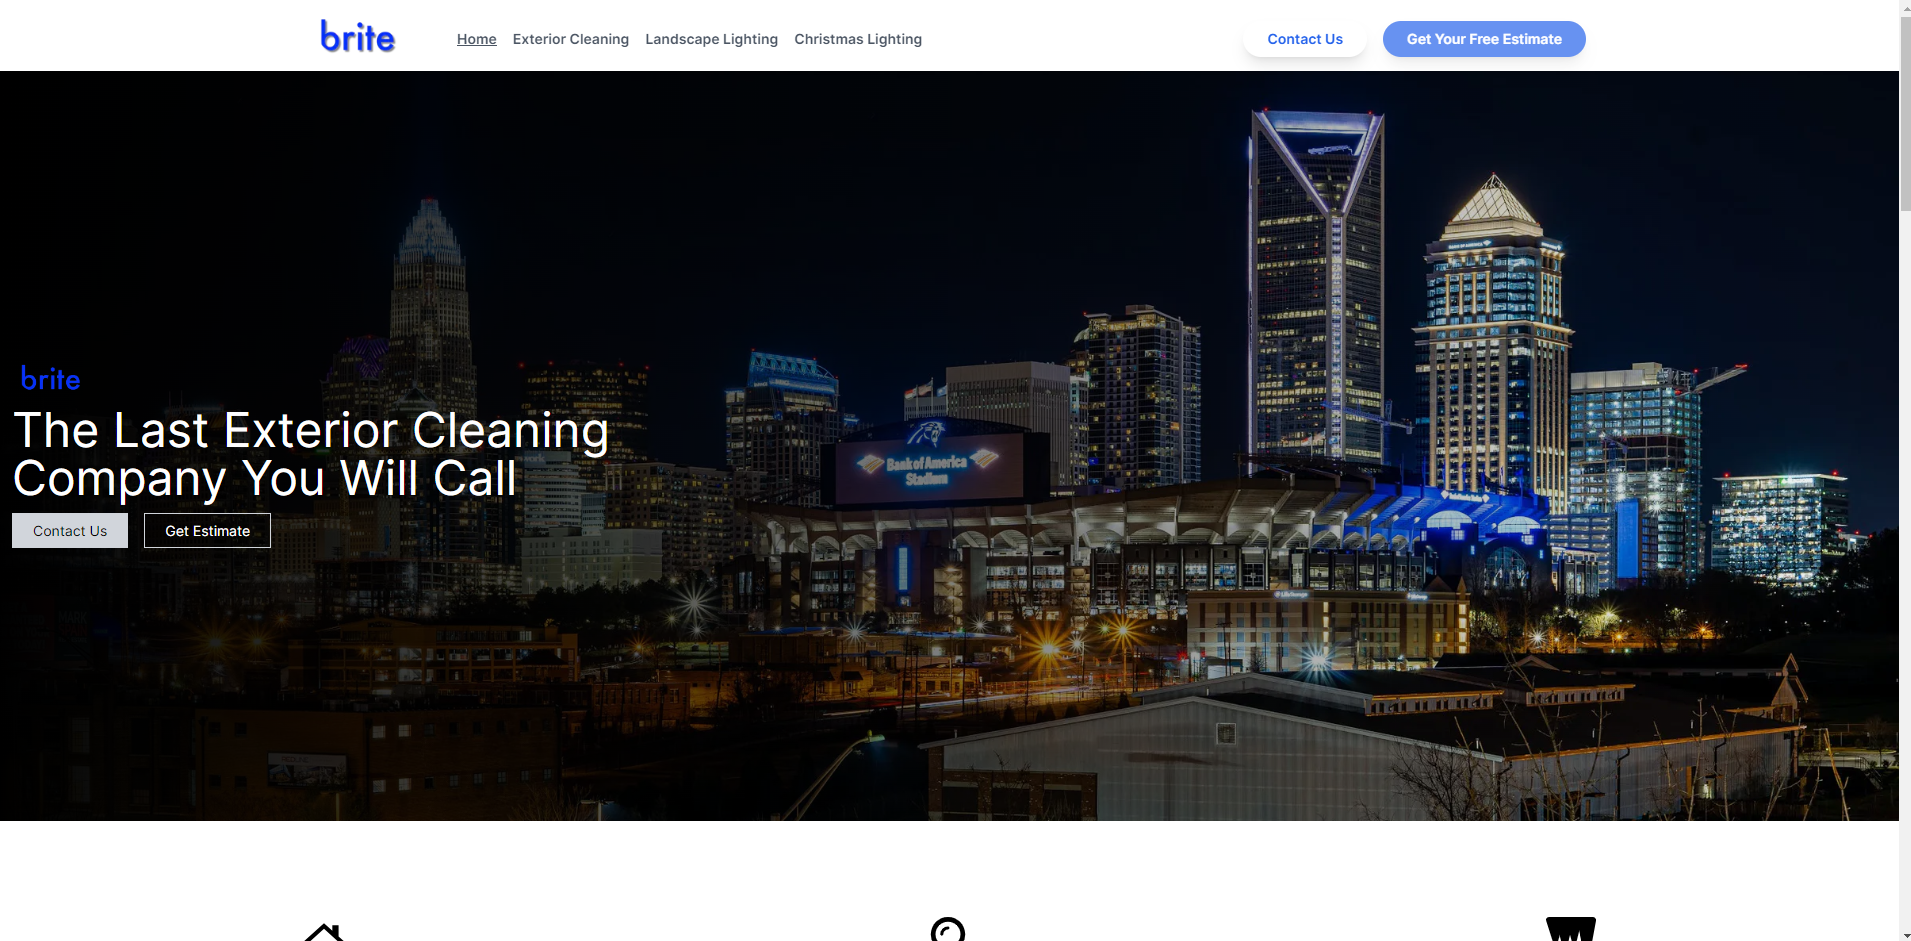 brite
Home Exterior Cleaning Landscape Lighting Christmas Lighting
Contact Us Get Your Free Estimate
brite
The Last Exterior Cleaning
Company You Will Call
Contact Us Get Estimate
Bank of America
Stadium